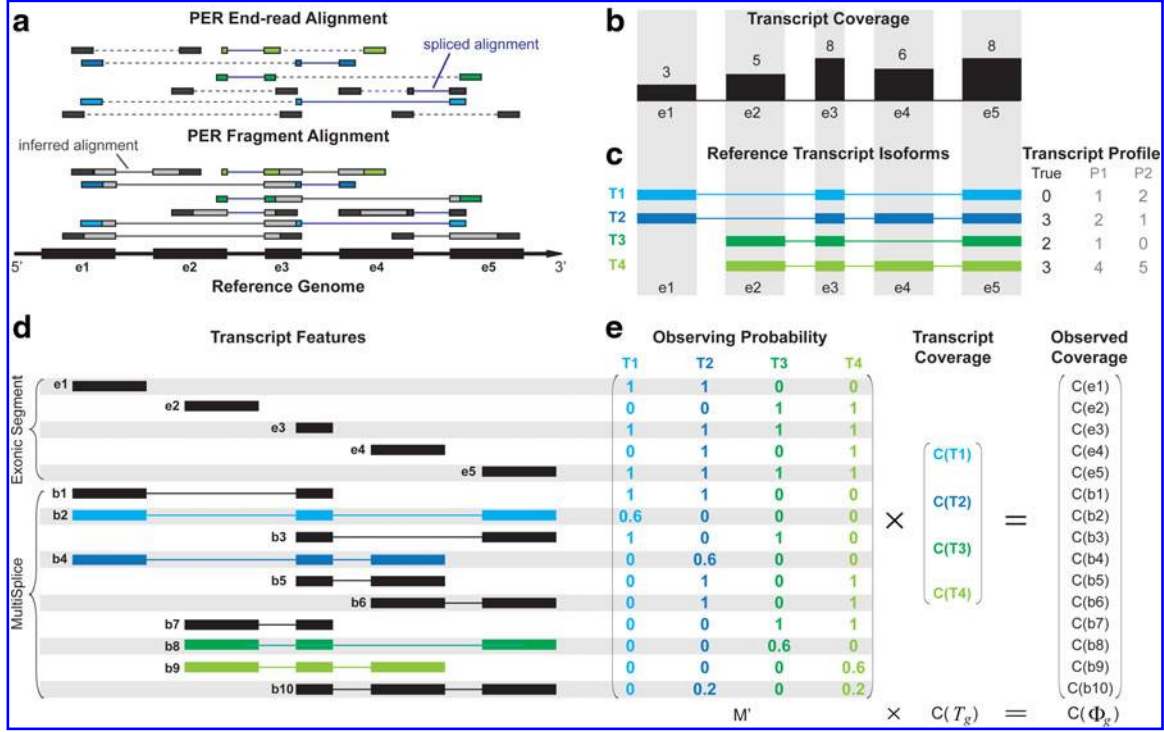 a
PER End-read Alignment
spliced alignment
PER Fragment Alignment
inferred alignment
5'
e1
e2
e3
e4
e5
3'
Reference Genome
b
Transcript Coverage
3
5
8
6
8
e1
e2
e3
e4
e5
c
Reference Transcript Isoforms
Transcript Profile
True P1 P2
T1 0 1 2
T2 3 2 1
T3 2 1 0
T4 3 4 5
e1 e2 e3 e4 e5
d
Transcript Features
Exonic Segment
MultiSplice
e1
e2
e3
e4
e5
b1
b2
b3
b4
b5
b6
b7
b8
b9
b10
e
Observing Probability
Transcript Coverage
Observed Coverage
T1 T2 T3 T4
1 1 0 0
0 0 1 1
1 1 1 1
0 1 0 1
1 1 1 1
1 1 0 0
0.6 0 0 0
1 0 1 0
0 0.6 0 0
0 1 0 1
0 1 0 1
0 0 1 1
0 0 0.6 0
0 0 0 0.6
0 0.2 0 0.2
×
C(T1)
C(T2)
C(T3)
C(T4)
=
C(e1)
C(e2)
C(e3)
C(e4)
C(e5)
C(b1)
C(b2)
C(b3)
C(b4)
C(b5)
C(b6)
C(b7)
C(b8)
C(b9)
C(b10)
M' × C(Tg) = C(Φg)